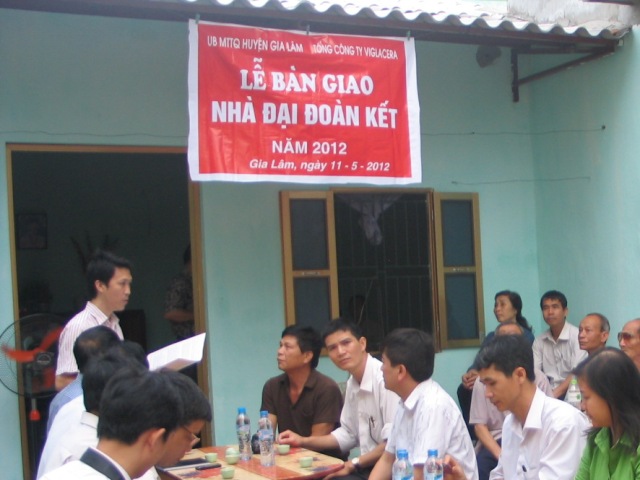 UB MTTQ HUYỆN GIA LÂM TỔNG CÔNG TY VIGLACERA
LỄ BÀN GIAO
NHÀ ĐẠI ĐOÀN KẾT
NĂM 2012
Gia Lâm, ngày 11 - 5 - 2012